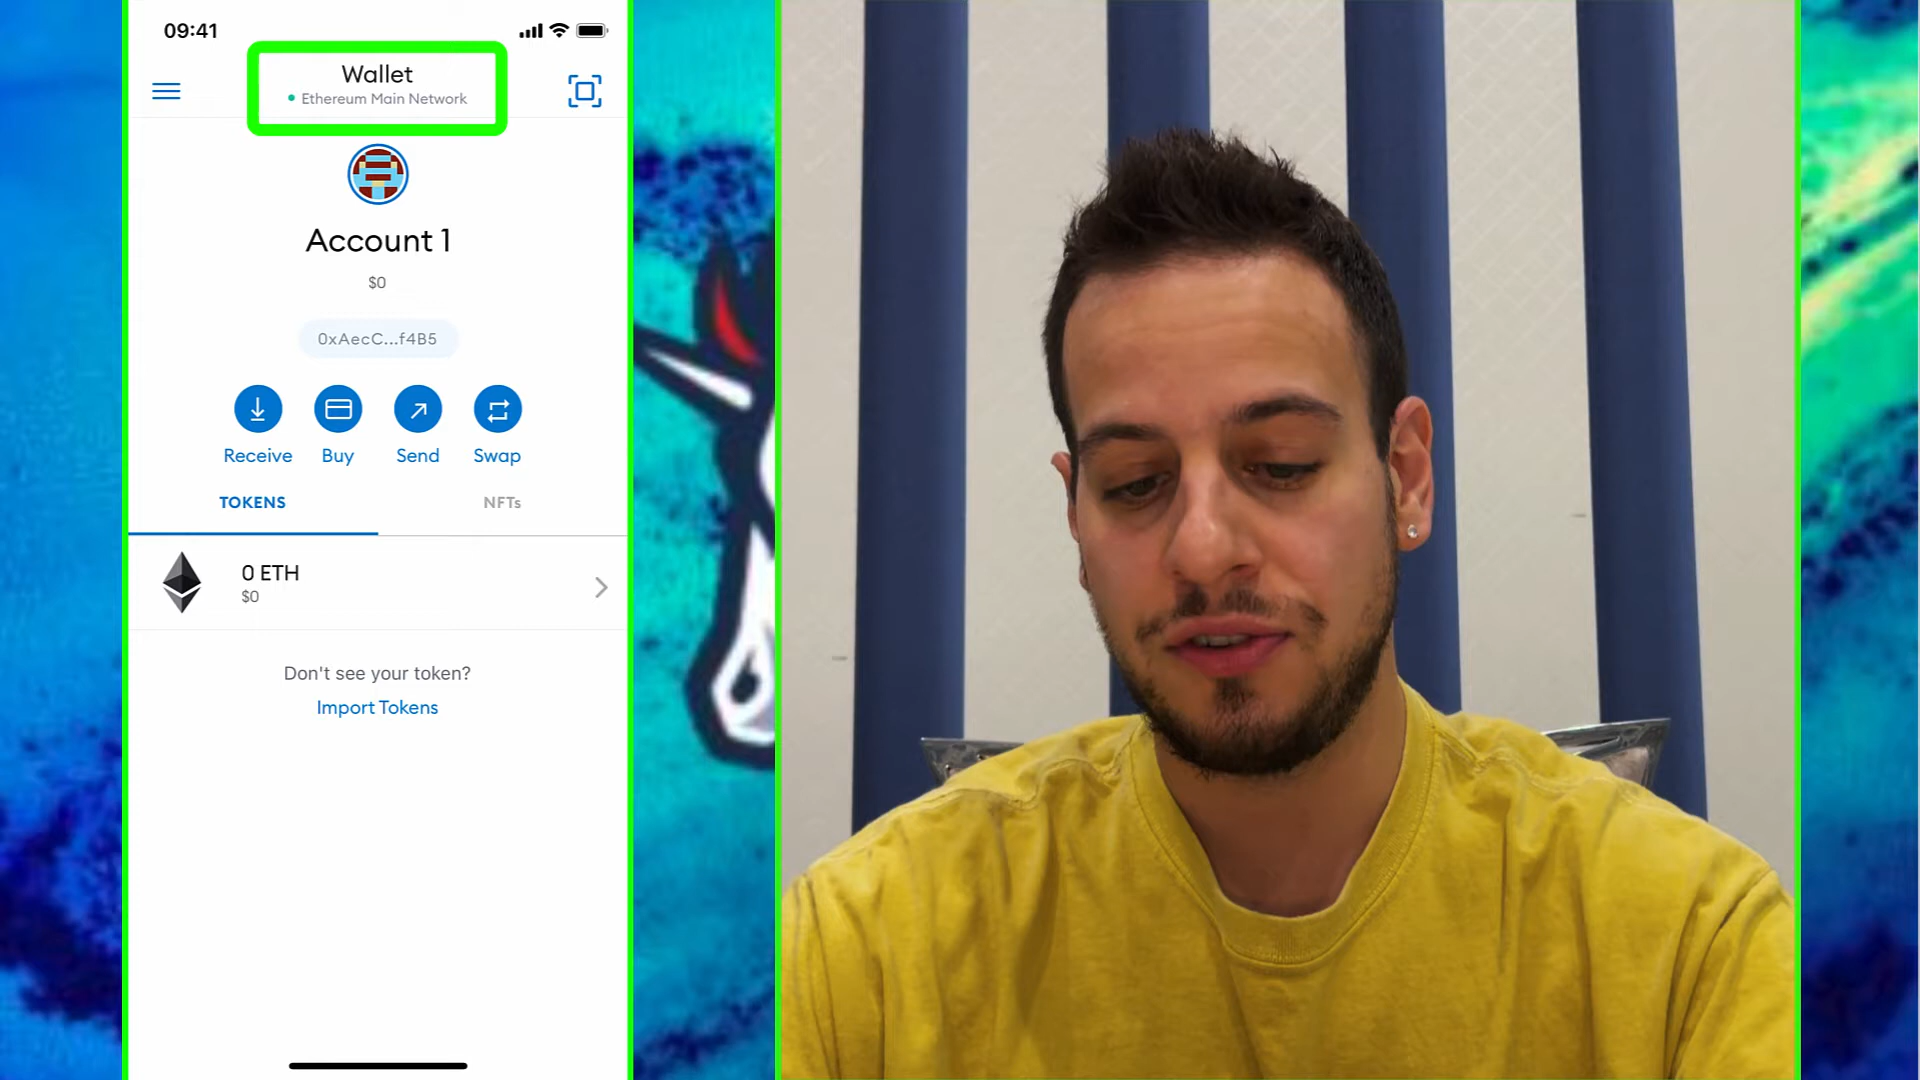 09:41
Wallet
Ethereum Main Network
Account 1
$0
0xAecC...f4B5
Receive Buy Send Swap
TOKENS NFTs
0 ETH
$0
Don't see your token?
Import Tokens